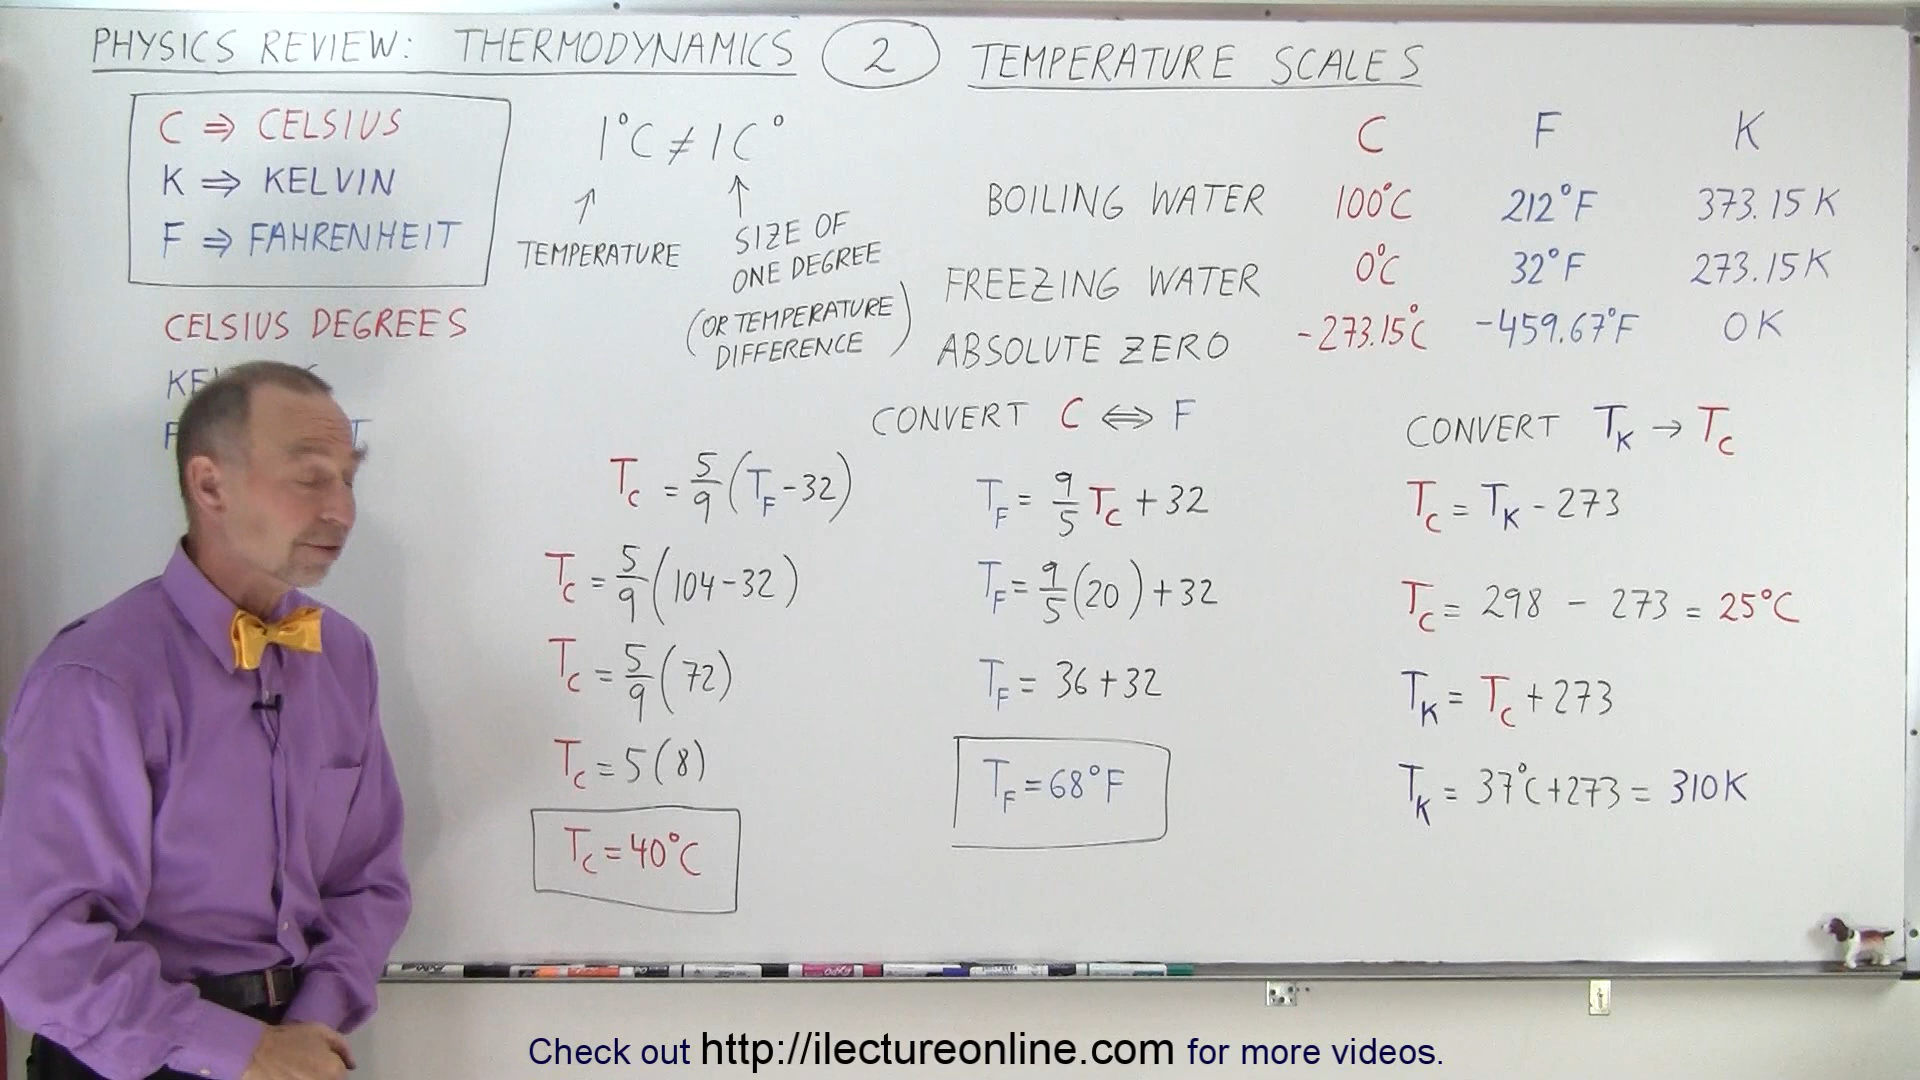 PHYSICS REVIEW: THERMODYNAMICS 2 TEMPERATURE SCALES
C ⇒ CELSIUS
K ⇒ KELVIN
F ⇒ FAHRENHEIT
CELSIUS DEGREES
1°C ≠ 1C°
↑ ↑
TEMPERATURE
SIZE OF
ONE DEGREE
(OR TEMPERATURE
DIFFERENCE)
C F K
BOILING WATER 100°C 212°F 373.15 K
FREEZING WATER 0°C 32°F 273.15 K
ABSOLUTE ZERO -273.15°C -459.67°F 0 K
CONVERT C ⇔ F
T_C = 5/9 (T_F - 32)
T_C = 5/9 (104 - 32)
T_C = 5/9 (72)
T_C = 5(8)
T_C = 40°C
T_F = 9/5 T_C + 32
T_F = 9/5 (20) + 32
T_F = 36 + 32
T_F = 68°F
CONVERT T_K → T_C
T_C = T_K - 273
T_C = 298 - 273 = 25°C
T_K = T_C + 273
T_K = 37°C + 273 = 310K
Check out http://ilectureonline.com for more videos.